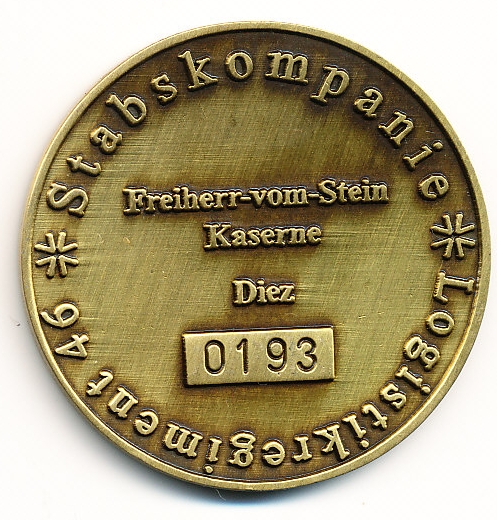 * Stabskompanie * Logistikregiment 46
Freiherr-vom-Stein
Kaserne
Diez
0193